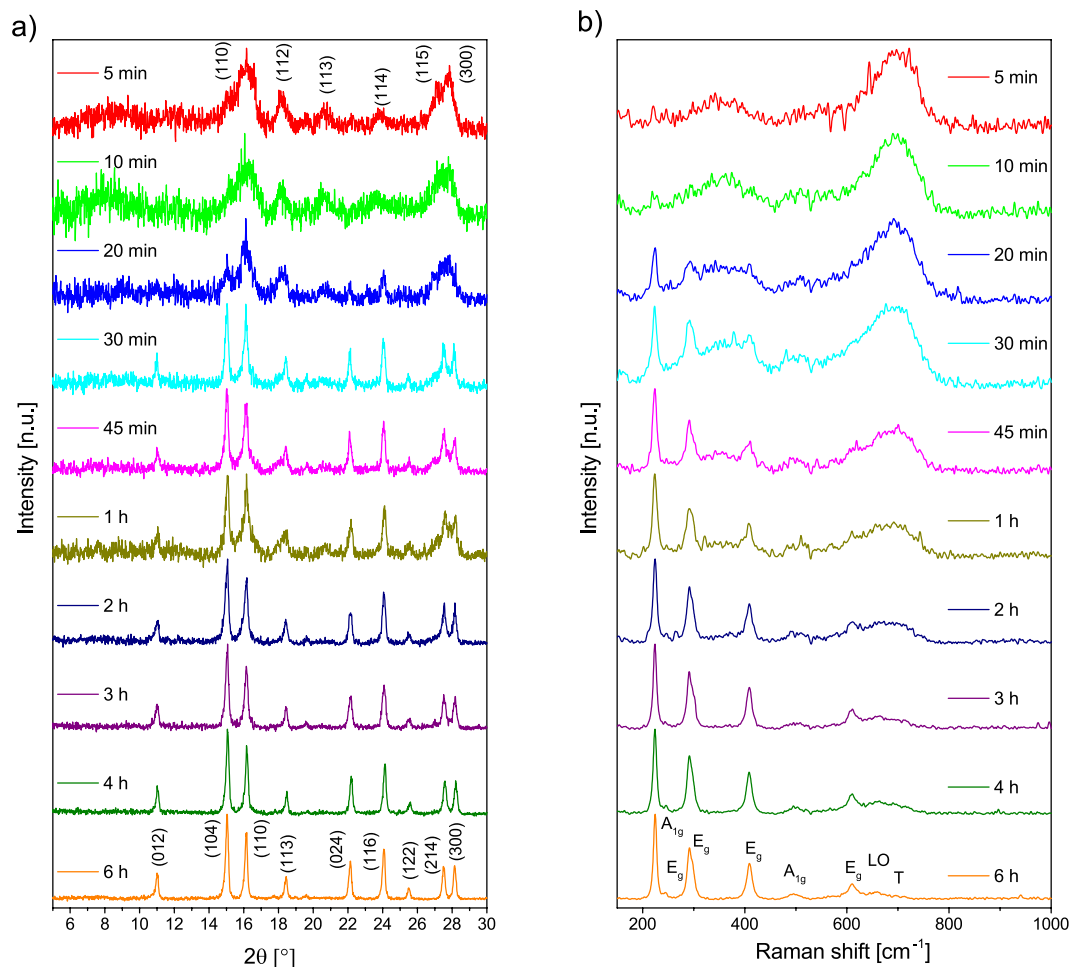 a)
Intensity [n.u.]
5 min
(110)
(112)
(113)
(114)
(115)
(300)
10 min
20 min
30 min
45 min
1 h
2 h
3 h
4 h
6 h
(012)
(104)
(110)
(113)
(024)
(116)
(122)
(214)
(300)
6 8 10 12 14 16 18 20 22 24 26 28 30
2θ [°]
b)
Intensity [n.u.]
5 min
10 min
20 min
30 min
45 min
1 h
2 h
3 h
4 h
6 h
A1g
Eg
Eg
Eg
A1g
Eg
LO
T
200 400 600 800 1000
Raman shift [cm⁻¹]